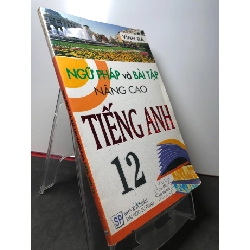 VĨNH BÁ
NGỮ PHÁP và BÀI TẬP
NÂNG CAO
TIẾNG ANH
12